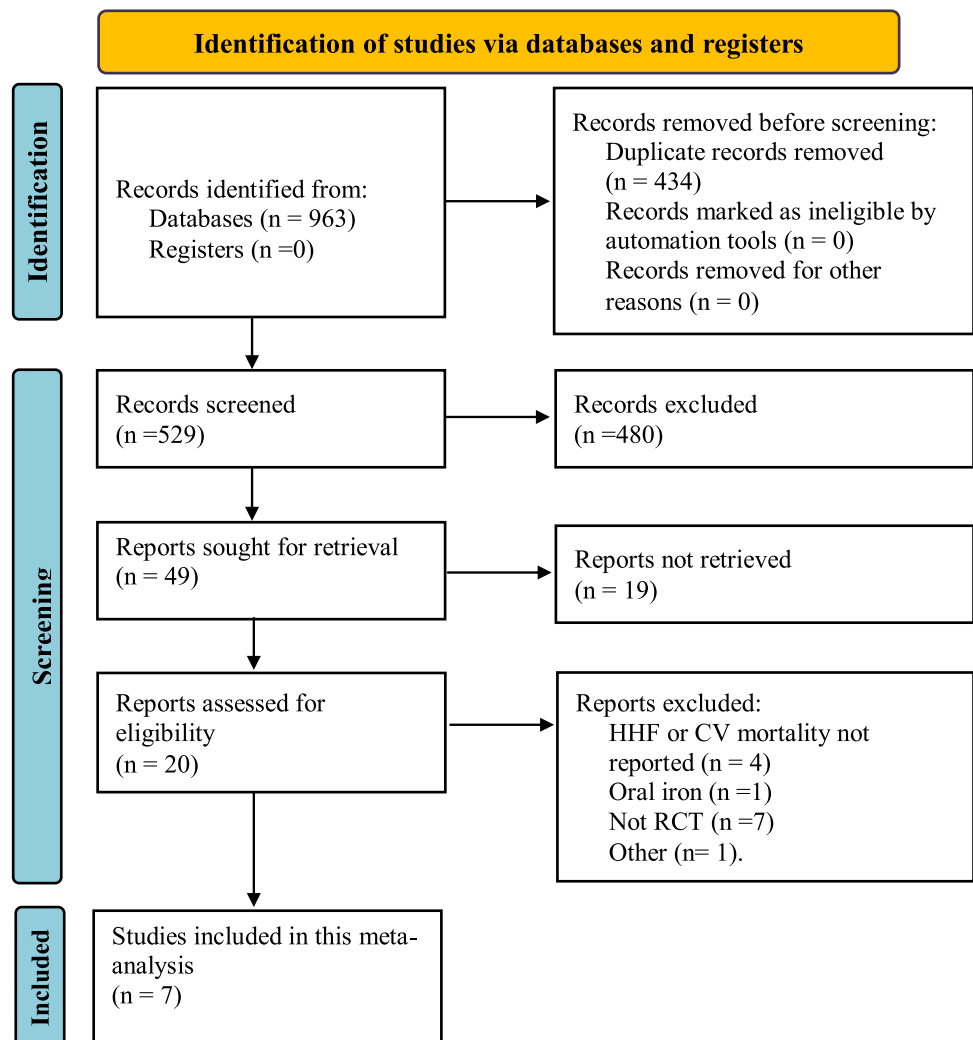 Identification of studies via databases and registers
Identification
Records identified from:
Databases (n = 963)
Registers (n =0)
Records removed before screening:
Duplicate records removed
(n = 434)
Records marked as ineligible by
automation tools (n = 0)
Records removed for other
reasons (n = 0)
Screening
Records screened
(n =529)
Records excluded
(n =480)
Reports sought for retrieval
(n = 49)
Reports not retrieved
(n = 19)
Reports assessed for
eligibility
(n = 20)
Reports excluded:
HHF or CV mortality not
reported (n = 4)
Oral iron (n =1)
Not RCT (n =7)
Other (n= 1).
Included
Studies included in this meta-
analysis
(n = 7)